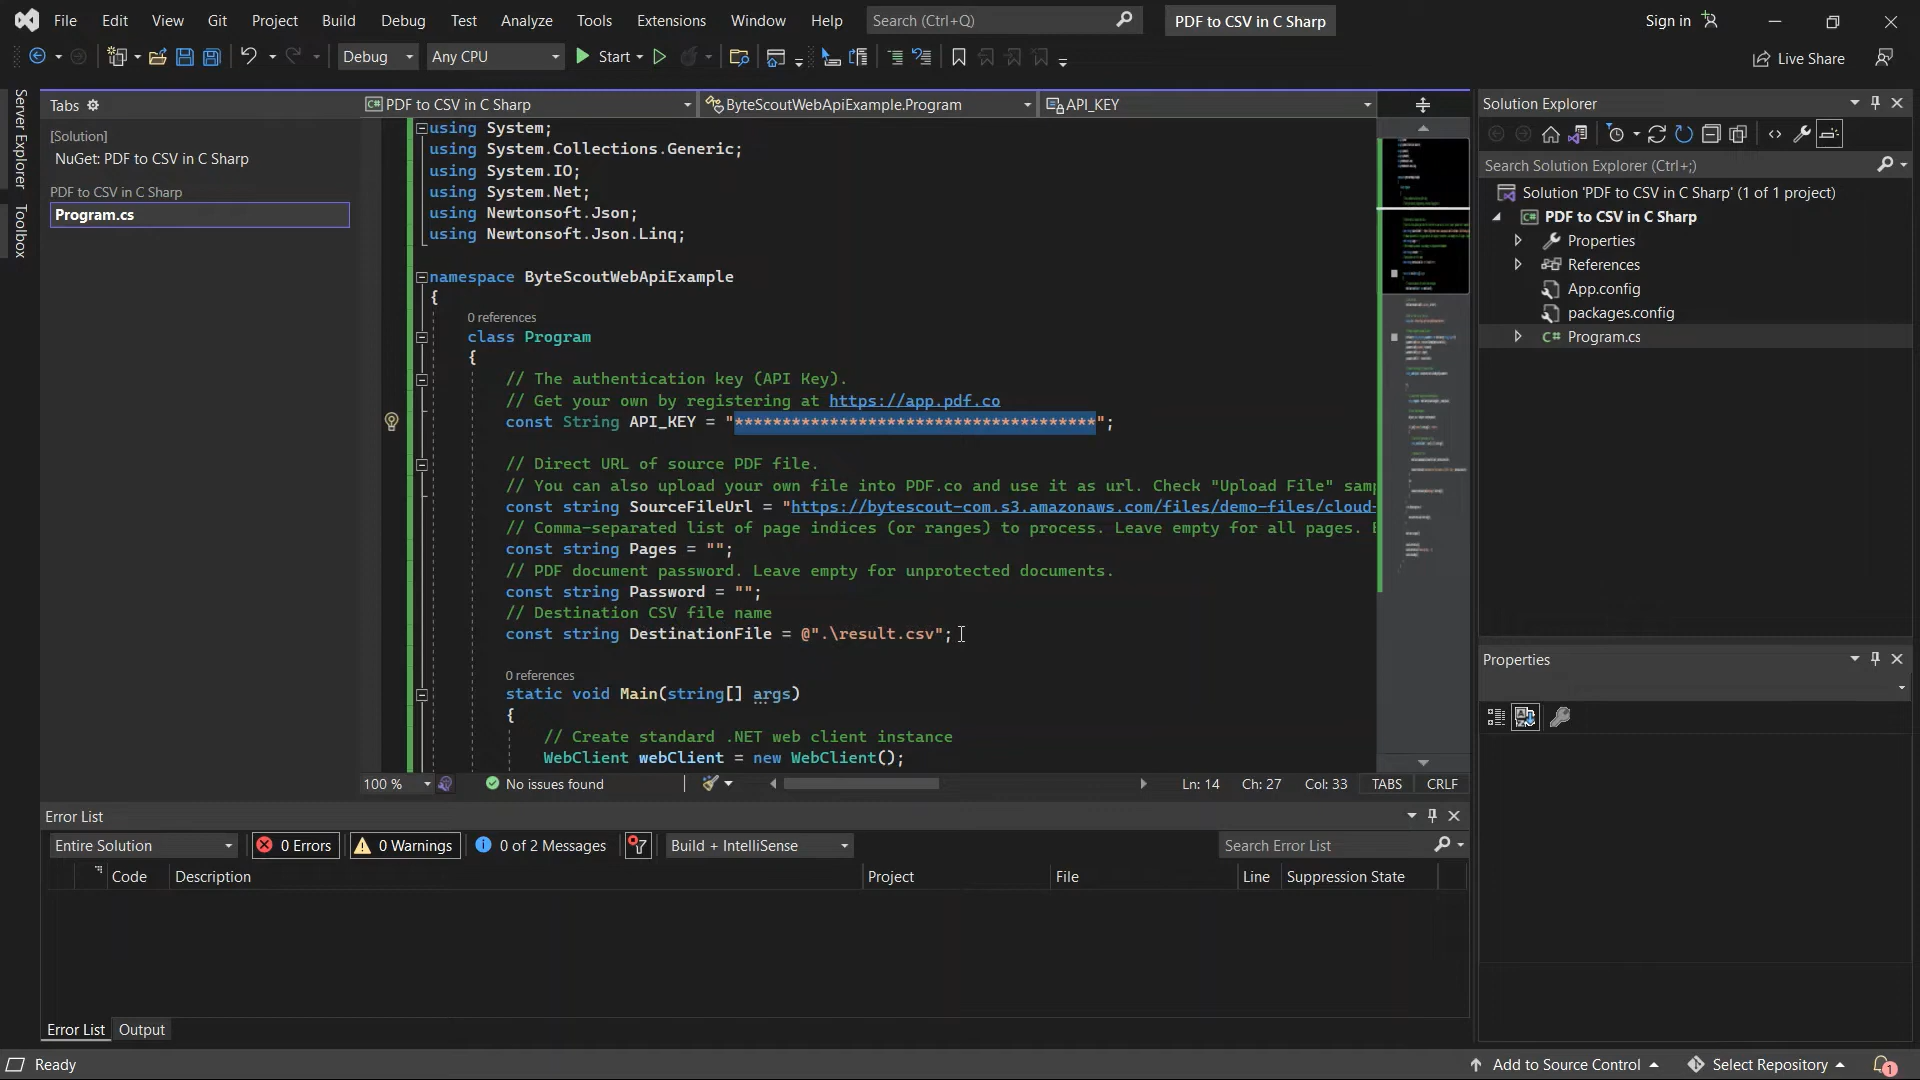 File Edit View Git Project Build Debug Test Analyze Tools Extensions Window Help Search (Ctrl+Q) PDF to CSV in C Sharp Sign in
Debug Any CPU Start Live Share
Server Explorer
Toolbox
Tabs
[Solution]
NuGet: PDF to CSV in C Sharp
PDF to CSV in C Sharp
Program.cs
PDF to CSV in C Sharp ByteScoutWebApiExample.Program API_KEY
using System;
using System.Collections.Generic;
using System.IO;
using System.Net;
using Newtonsoft.Json;
using Newtonsoft.Json.Linq;
namespace ByteScoutWebApiExample
{
0 references
class Program
{
// The authentication key (API Key).
// Get your own by registering at https://app.pdf.co
const String API_KEY = "**************************************";
// Direct URL of source PDF file.
// You can also upload your own file into PDF.co and use it as url. Check "Upload File" sam
const string SourceFileUrl = "https://bytescout-com.s3.amazonaws.com/files/demo-files/cloud-
// Comma-separated list of page indices (or ranges) to process. Leave empty for all pages.
const string Pages = "";
// PDF document password. Leave empty for unprotected documents.
const string Password = "";
// Destination CSV file name
const string DestinationFile = @".\result.csv";
0 references
static void Main(string[] args)
{
// Create standard .NET web client instance
WebClient webClient = new WebClient();
100 % No issues found Ln: 14 Ch: 27 Col: 33 TABS CRLF
Solution Explorer
Search Solution Explorer (Ctrl+;)
Solution 'PDF to CSV in C Sharp' (1 of 1 project)
PDF to CSV in C Sharp
Properties
References
App.config
packages.config
C# Program.cs
Properties
Error List
Entire Solution 0 Errors 0 Warnings 0 of 2 Messages Build + IntelliSense Search Error List
Code Description Project File Line Suppression State
Error List Output
Ready Add to Source Control Select Repository 1